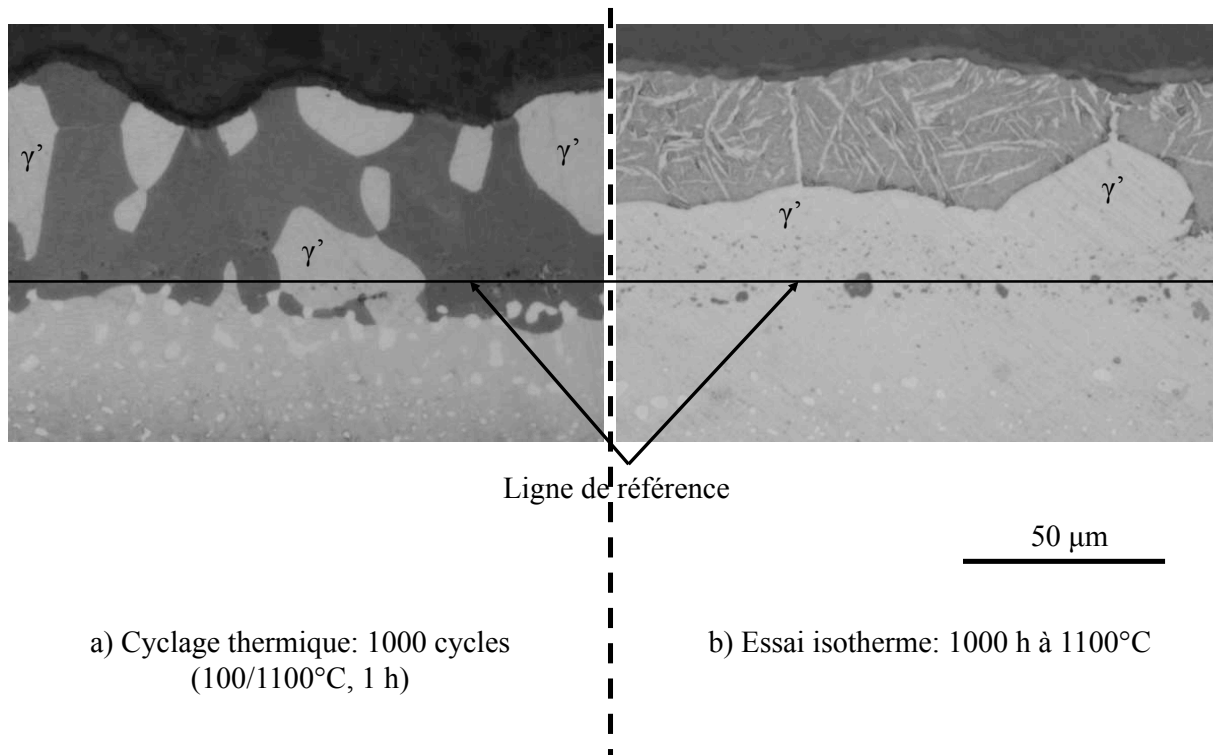 γ’
γ’
γ’
γ’
γ’
Ligne de référence
50 μm
a) Cyclage thermique: 1000 cycles
(100/1100°C, 1 h)
b) Essai isotherme: 1000 h à 1100°C